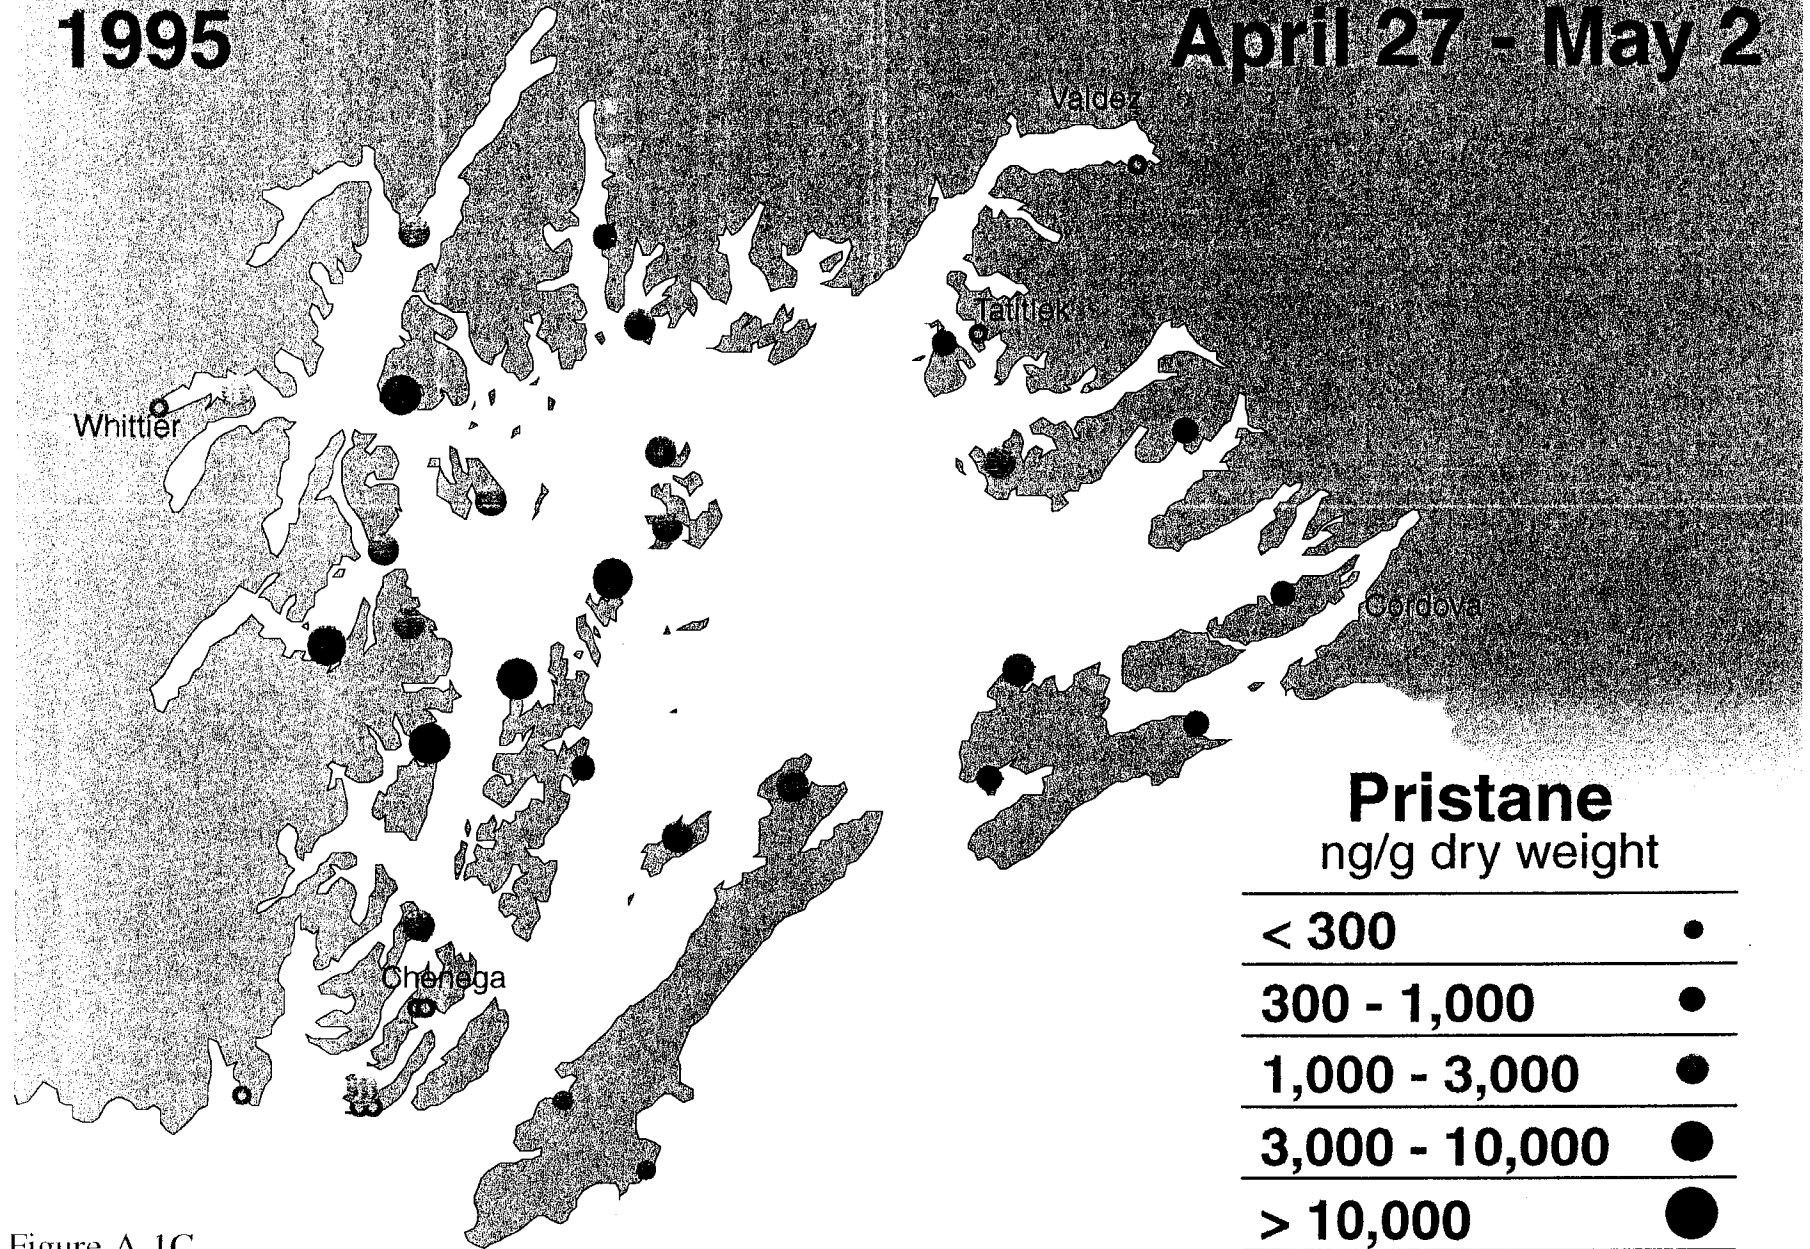 1995
April 27 - May 2
Valdez
Tatitlek
Whittier
Cordova
Chenega
Pristane
ng/g dry weight
< 300
300 - 1,000
1,000 - 3,000
3,000 - 10,000
> 10,000
Figure A-1C